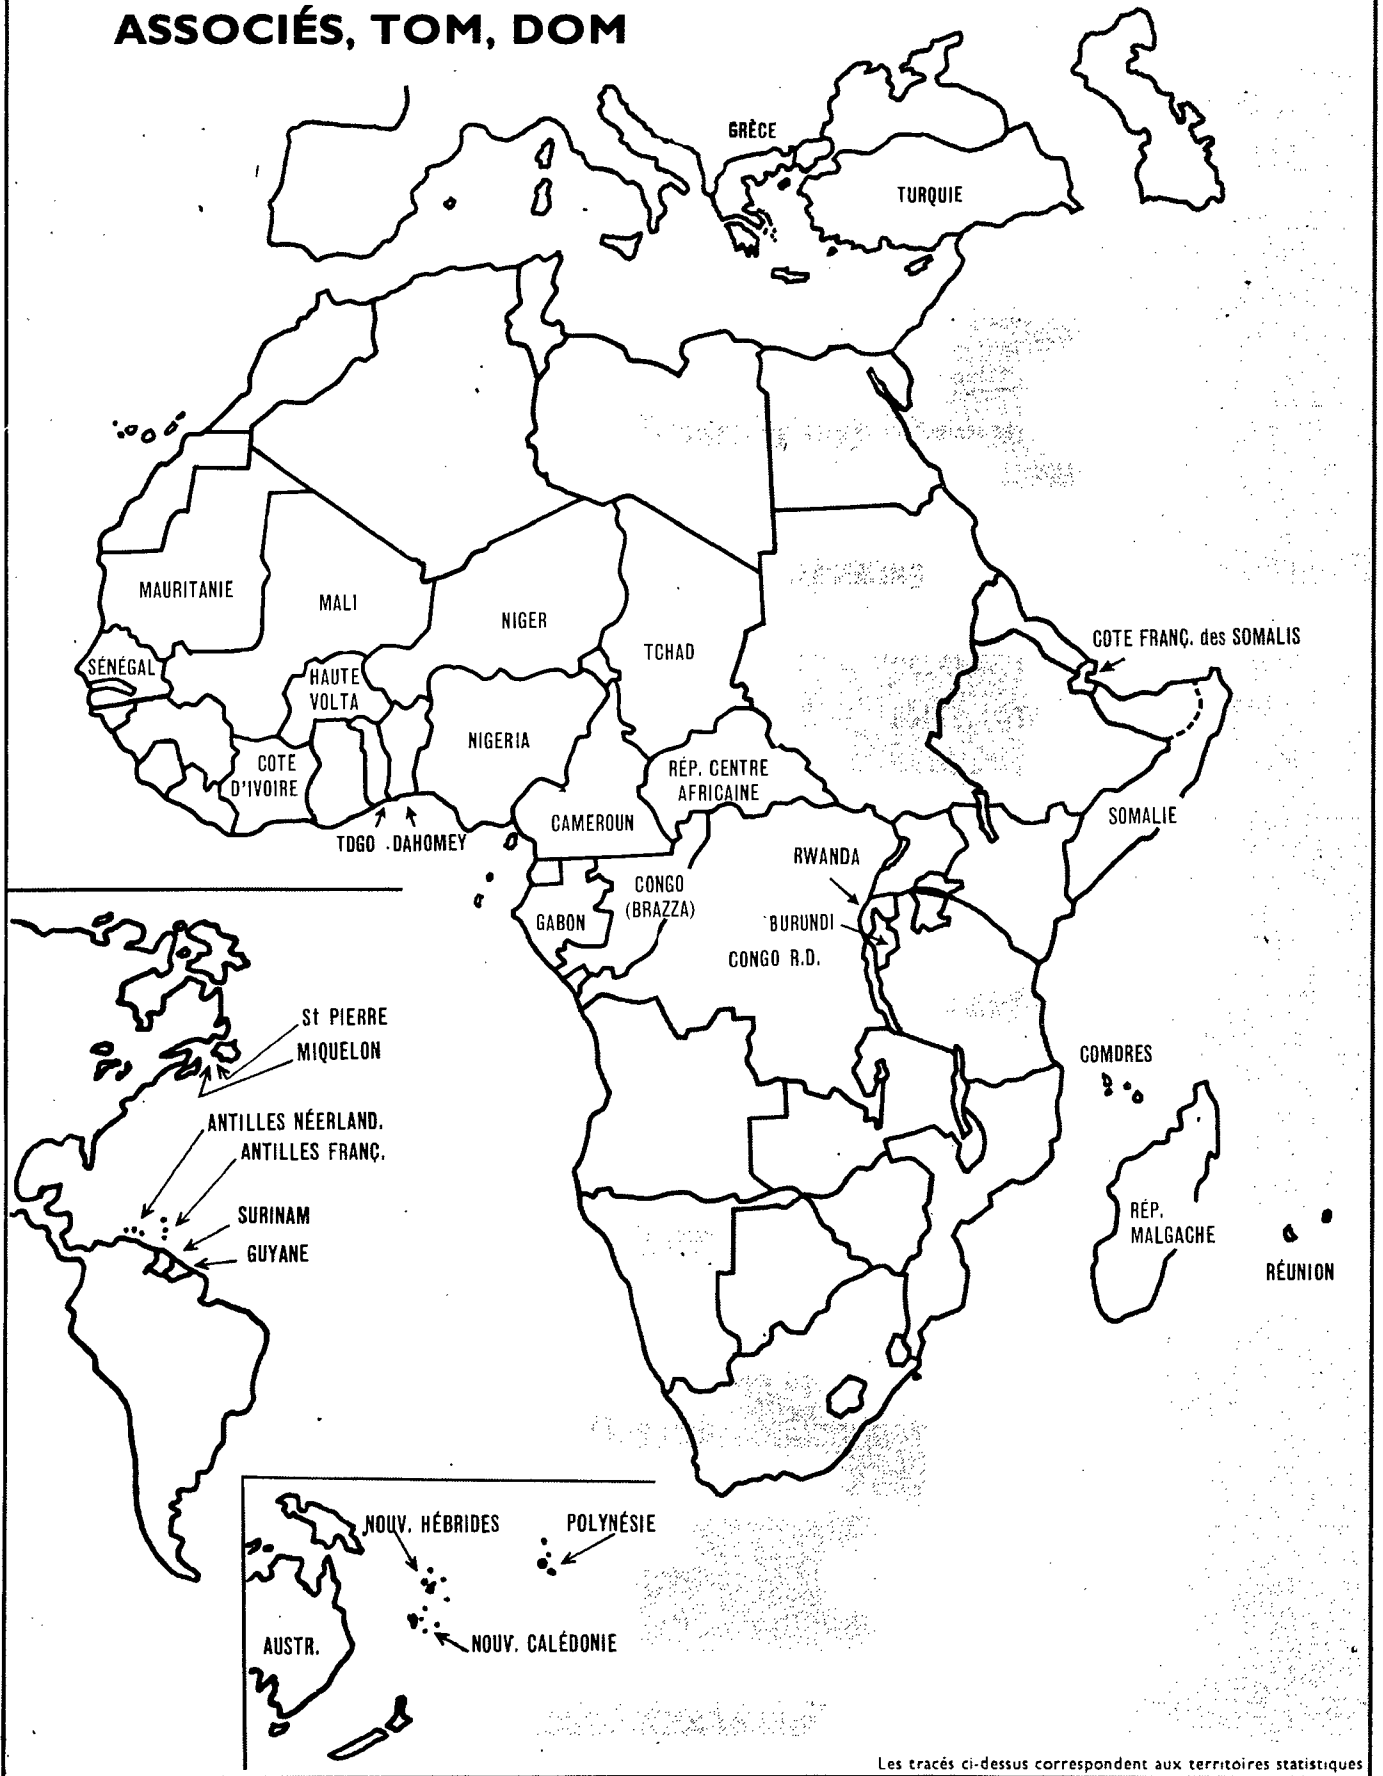 ASSOCIÉS, TOM, DOM
GRÈCE
TURQUIE
MAURITANIE
MALI
NIGER
TCHAD
COTE FRANÇ. des SOMALIS
SÉNÉGAL
HAUTE
VOLTA
NIGERIA
COTE
D'IVOIRE
RÉP. CENTRE
AFRICAINE
SOMALIE
CAMEROUN
TOGO
DAHOMEY
RWANDA
CONGO
(BRAZZA)
GABON
BURUNDI
CONGO R.D.
St PIERRE
MIQUELON
COMORES
ANTILLES NÉERLAND.
ANTILLES FRANÇ.
SURINAM
GUYANE
RÉP.
MALGACHE
RÉUNION
NOUV. HÉBRIDES
POLYNÉSIE
AUSTR.
NOUV. CALÉDONIE
Les tracés ci-dessus correspondent aux territoires statistiques